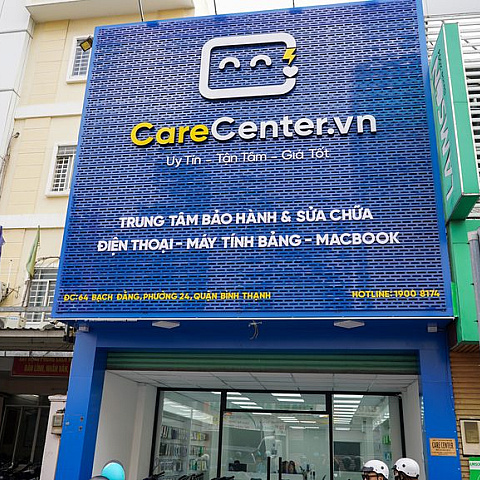 CareCenter.vn
Uy Tín – Tận Tâm – Giá Tốt
TRUNG TÂM BẢO HÀNH & SỬA CHỮA
ĐIỆN THOẠI - MÁY TÍNH BẢNG - MACBOOK
ĐC: 64 BẠCH ĐẰNG, PHƯỜNG 24, QUẬN BÌNH THẠNH
HOTLINE: 1900 8174
CARE CENTER